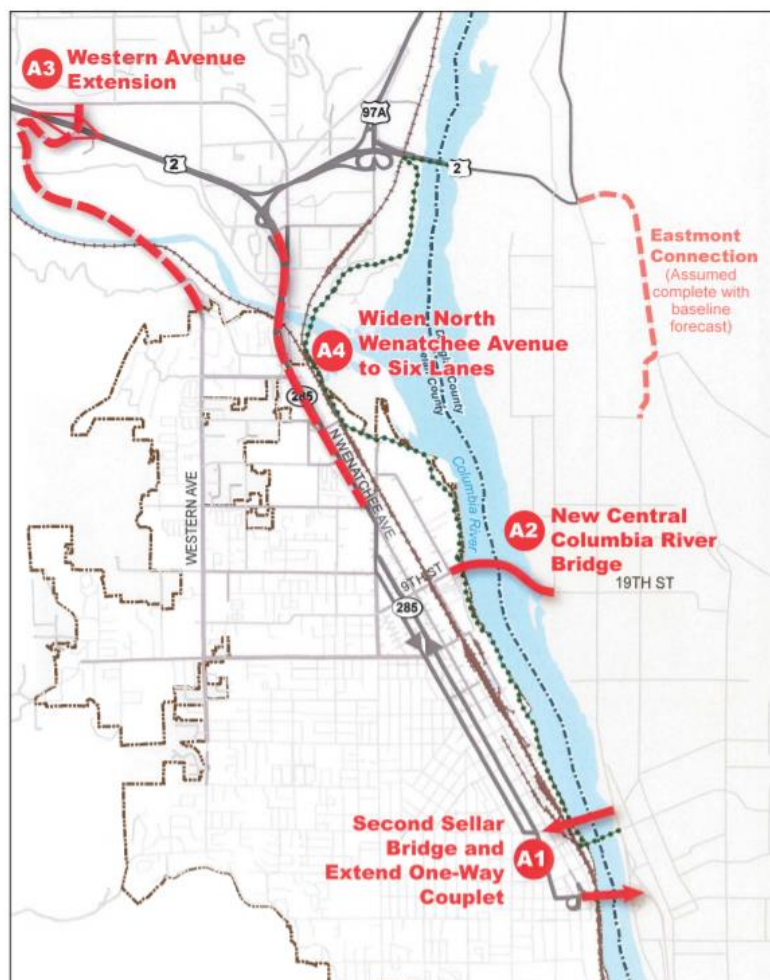 A3
Western Avenue
Extension
97A
2
2
Eastmont
Connection
(Assumed
complete with
baseline
forecast)
A4
Widen North
Wenatchee Avenue
to Six Lanes
County
County
285
N WENATCHEE AVE
WESTERN AVE
Columbia River
A2
New Central
Columbia River
Bridge
9TH ST
19TH ST
285
Second Sellar
Bridge and
Extend One-Way
Couplet
A1